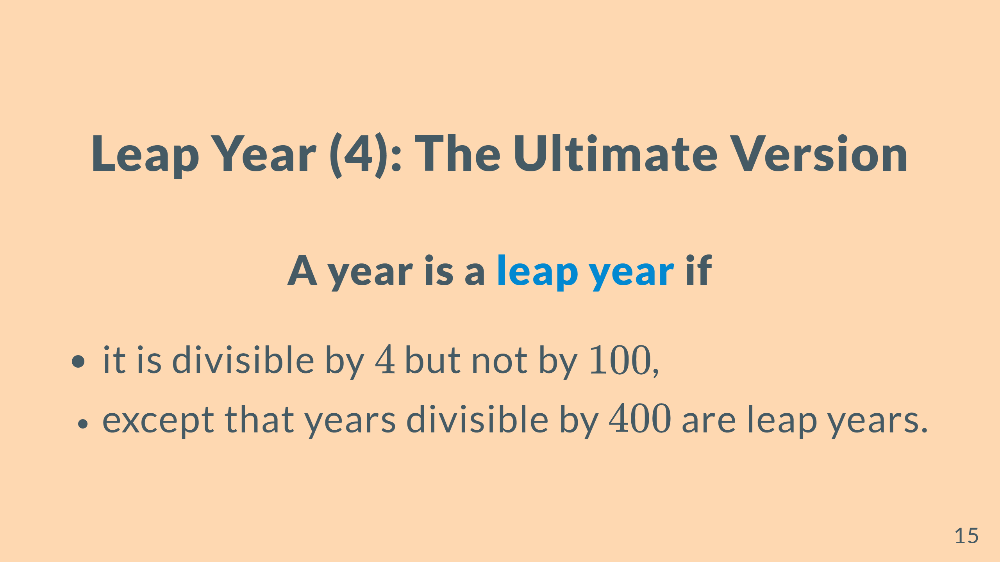 Leap Year (4): The Ultimate Version
A year is a leap year if
• it is divisible by 4 but not by 100,
• except that years divisible by 400 are leap years.
15